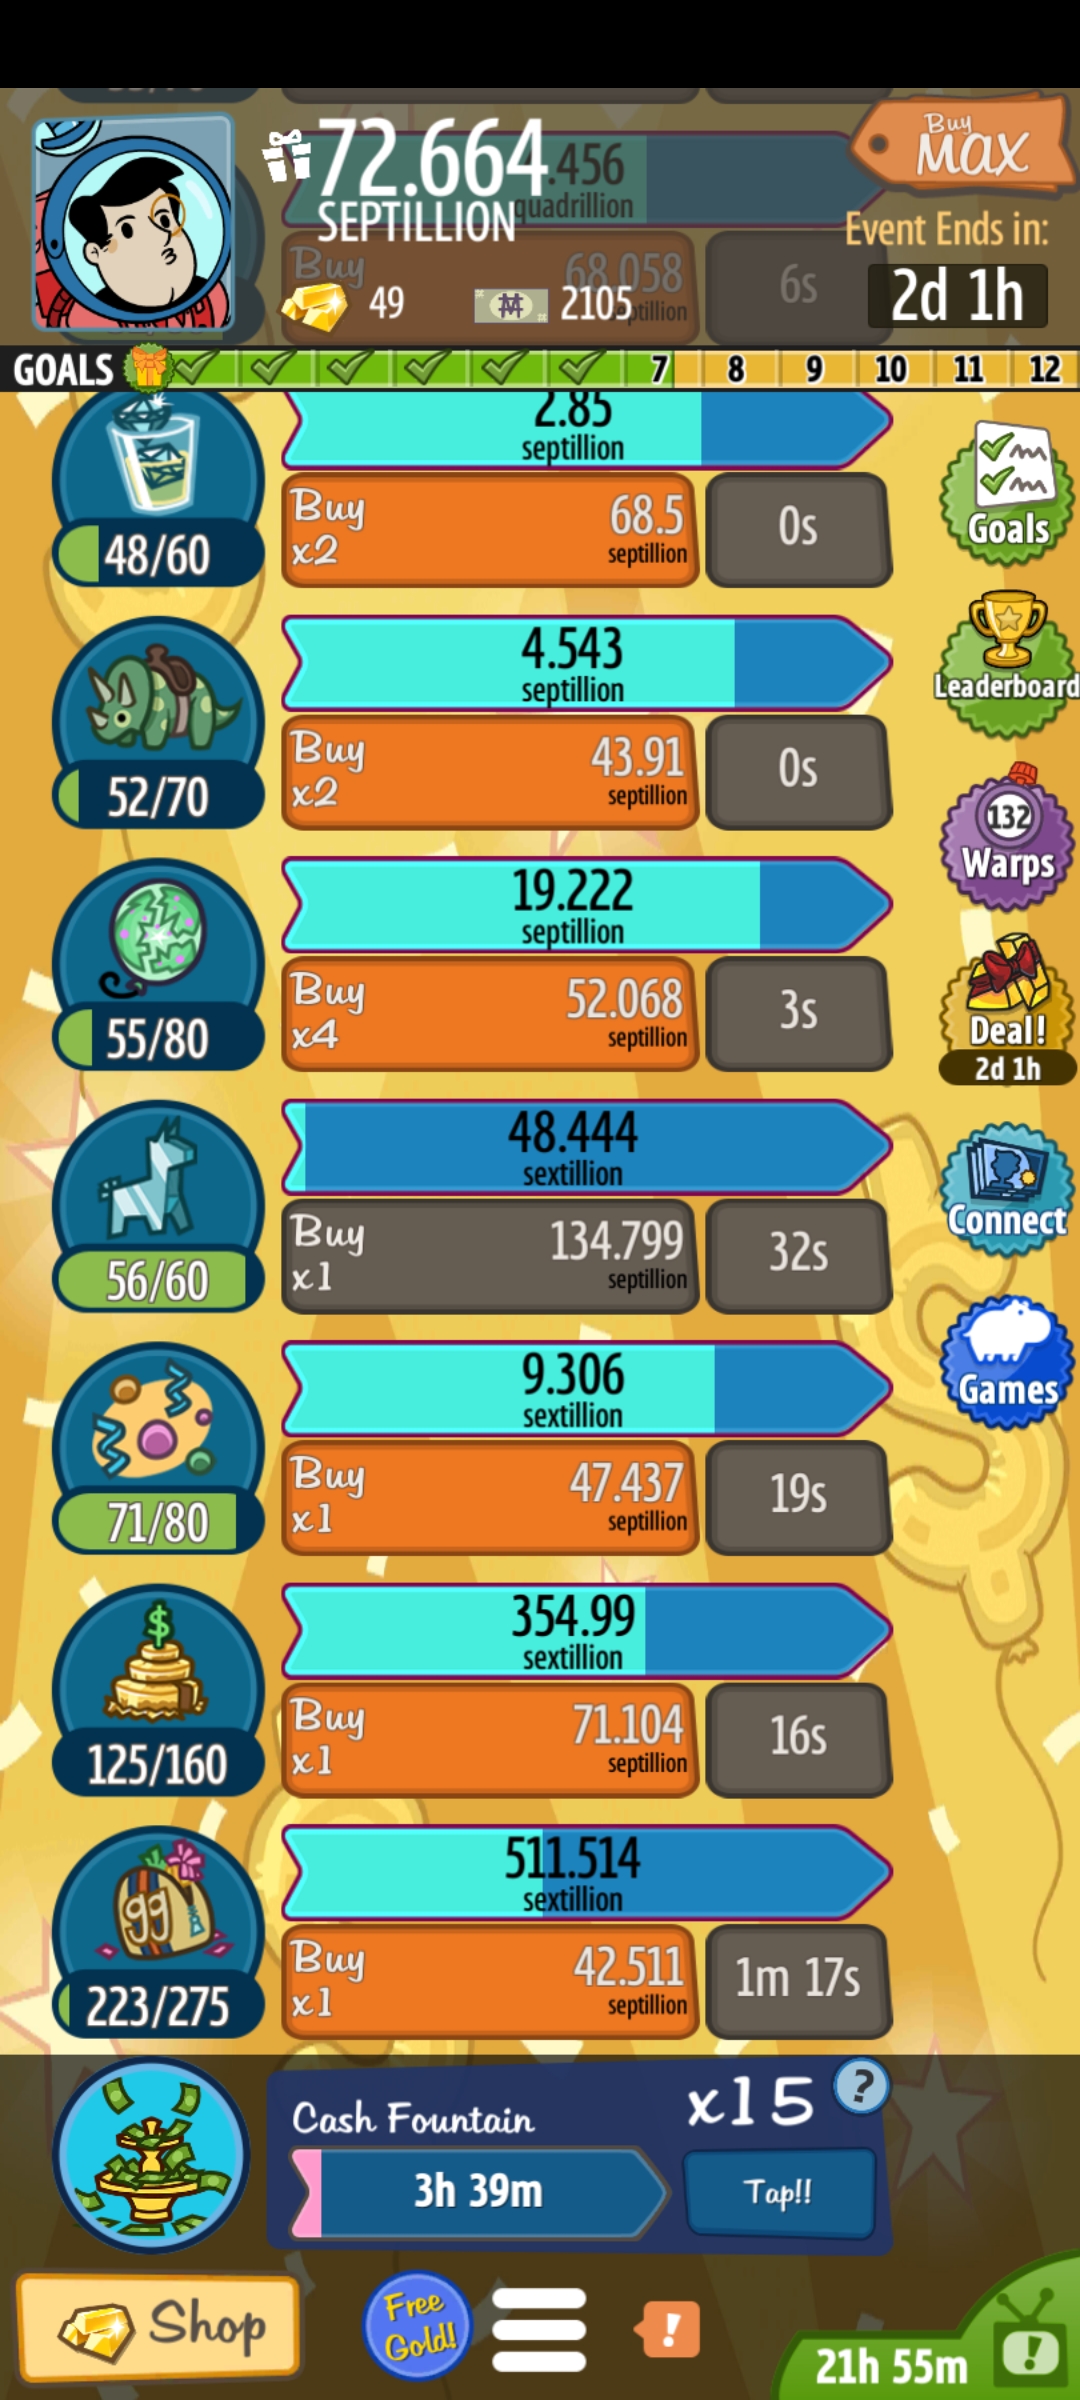 72.664
SEPTILLION
.456
quadrillion
Buy
MAX
Event Ends in:
2d 1h
Buy
68.058
septillion
6s
49
2105
GOALS
7
8
9
10
11
12
2.85
septillion
48/60
Buy
x2
68.5
septillion
0s
Goals
4.543
septillion
52/70
Buy
x2
43.91
septillion
0s
Leaderboard
19.222
septillion
55/80
Buy
x4
52.068
septillion
3s
132
Warps
Deal!
2d 1h
48.444
sextillion
56/60
Buy
x1
134.799
septillion
32s
Connect
9.306
sextillion
71/80
Buy
x1
47.437
septillion
19s
Games
$
354.99
sextillion
125/160
Buy
x1
71.104
septillion
16s
99
511.514
sextillion
223/275
Buy
x1
42.511
septillion
1m 17s
Cash Fountain
x15
?
3h 39m
Tap!!
Shop
Free
Gold!
!
21h 55m
!